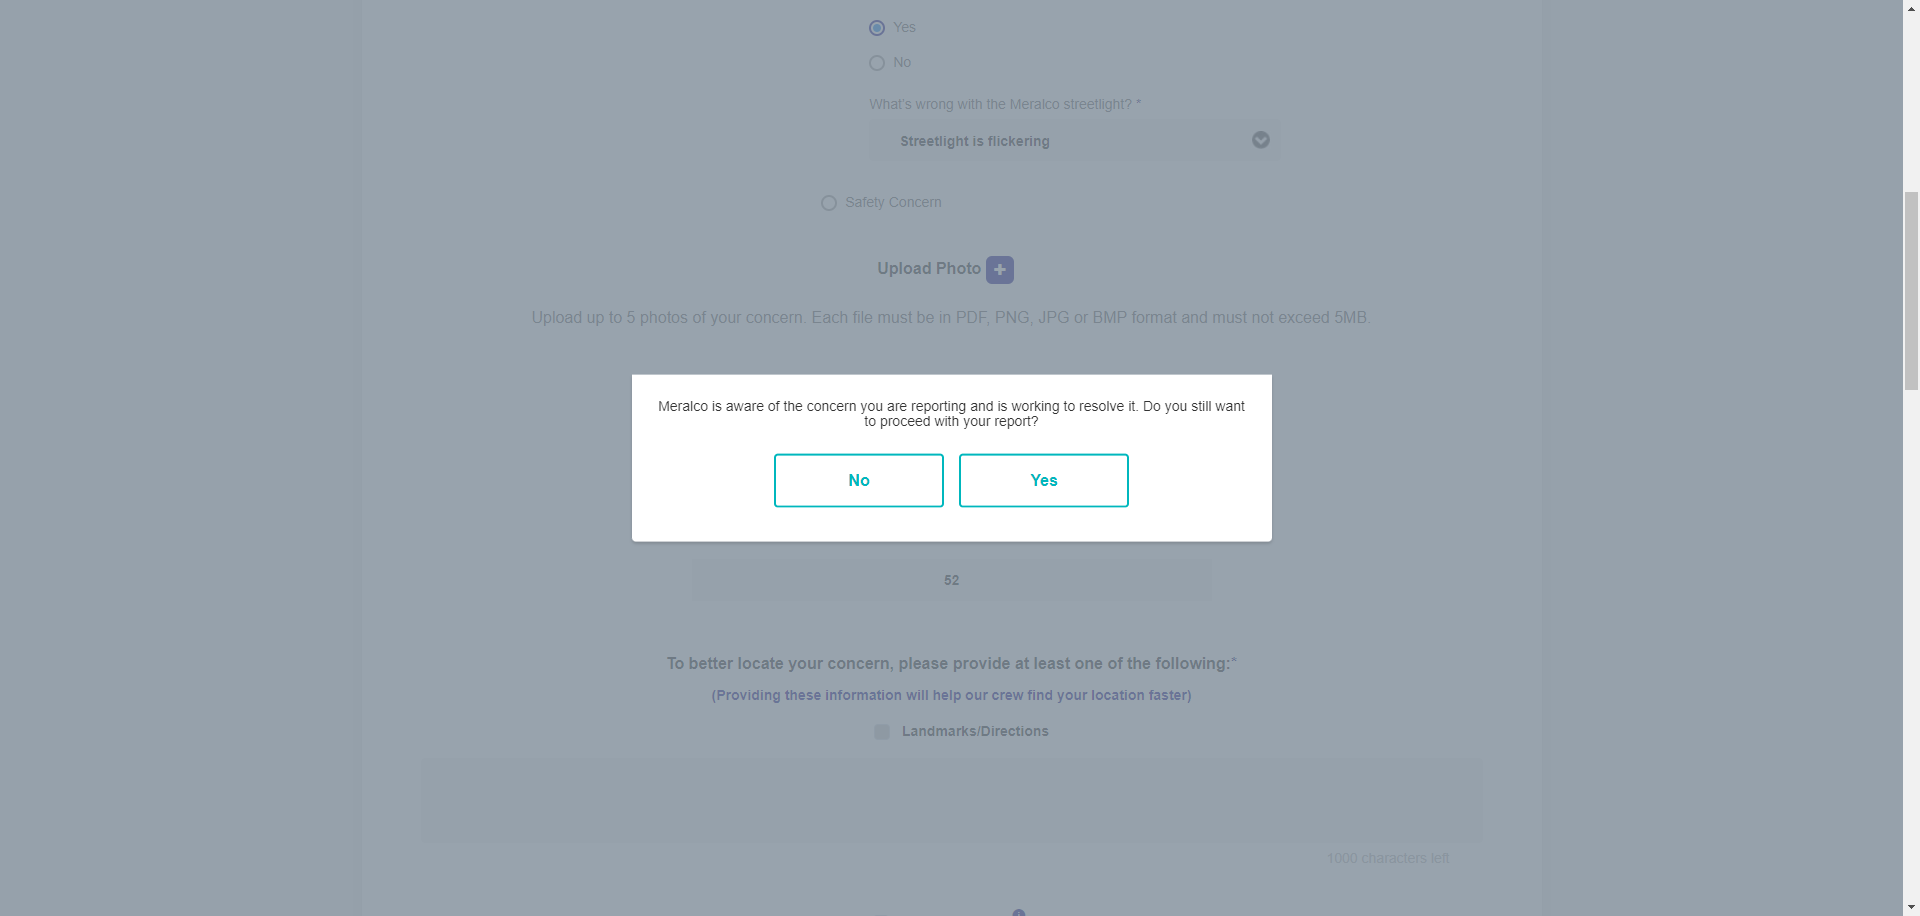 Yes
No
What's wrong with the Meralco streetlight? *
Streetlight is flickering
Safety Concern
Upload Photo
Upload up to 5 photos of your concern. Each file must be in PDF, PNG, JPG or BMP format and must not exceed 5MB.
Meralco is aware of the concern you are reporting and is working to resolve it. Do you still want
to proceed with your report?
No
Yes
52
To better locate your concern, please provide at least one of the following:*
(Providing these information will help our crew find your location faster)
Landmarks/Directions
1000 characters left